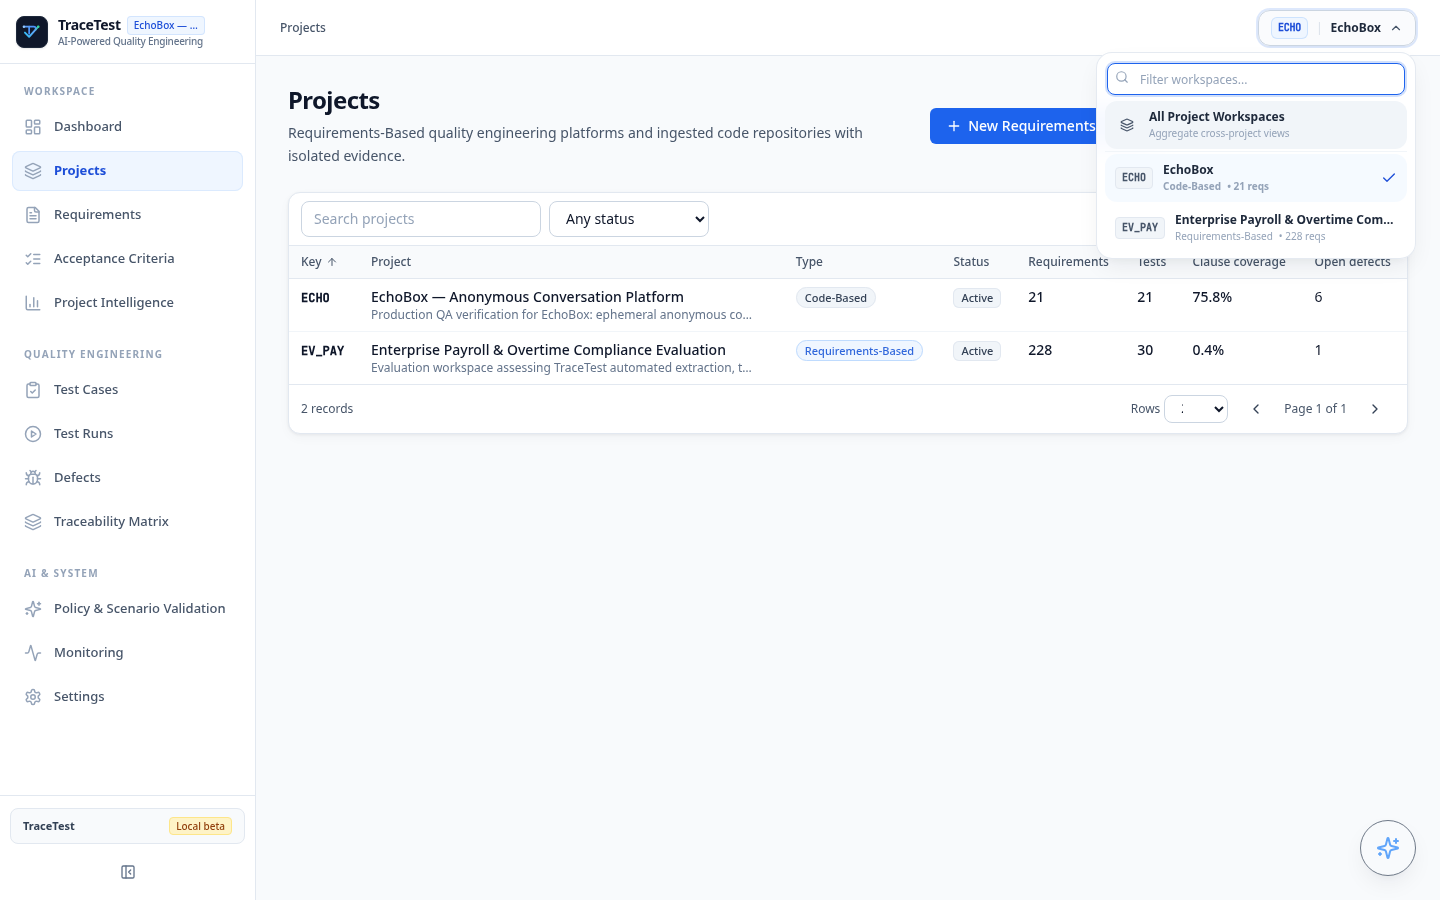 TraceTest
EchoBox — ...
AI-Powered Quality Engineering
WORKSPACE
Dashboard
Projects
Requirements
Acceptance Criteria
Project Intelligence
QUALITY ENGINEERING
Test Cases
Test Runs
Defects
Traceability Matrix
AI & SYSTEM
Policy & Scenario Validation
Monitoring
Settings
TraceTest
Local beta
Projects
ECHO
EchoBox
Filter workspaces...
All Project Workspaces
Aggregate cross-project views
ECHO
EchoBox
Code-Based • 21 reqs
EV_PAY
Enterprise Payroll & Overtime Com...
Requirements-Based • 228 reqs
Projects
Requirements-Based quality engineering platforms and ingested code repositories with
isolated evidence.
New Requirements
Search projects
Any status
Key Project Type Status Requirements Tests Clause coverage Open defects
ECHO EchoBox — Anonymous Conversation Platform Code-Based Active 21 21 75.8% 6
Production QA verification for EchoBox: ephemeral anonymous co...
EV_PAY Enterprise Payroll & Overtime Compliance Evaluation Requirements-Based Active 228 30 0.4% 1
Evaluation workspace assessing TraceTest automated extraction, t...
2 records
Rows
Page 1 of 1